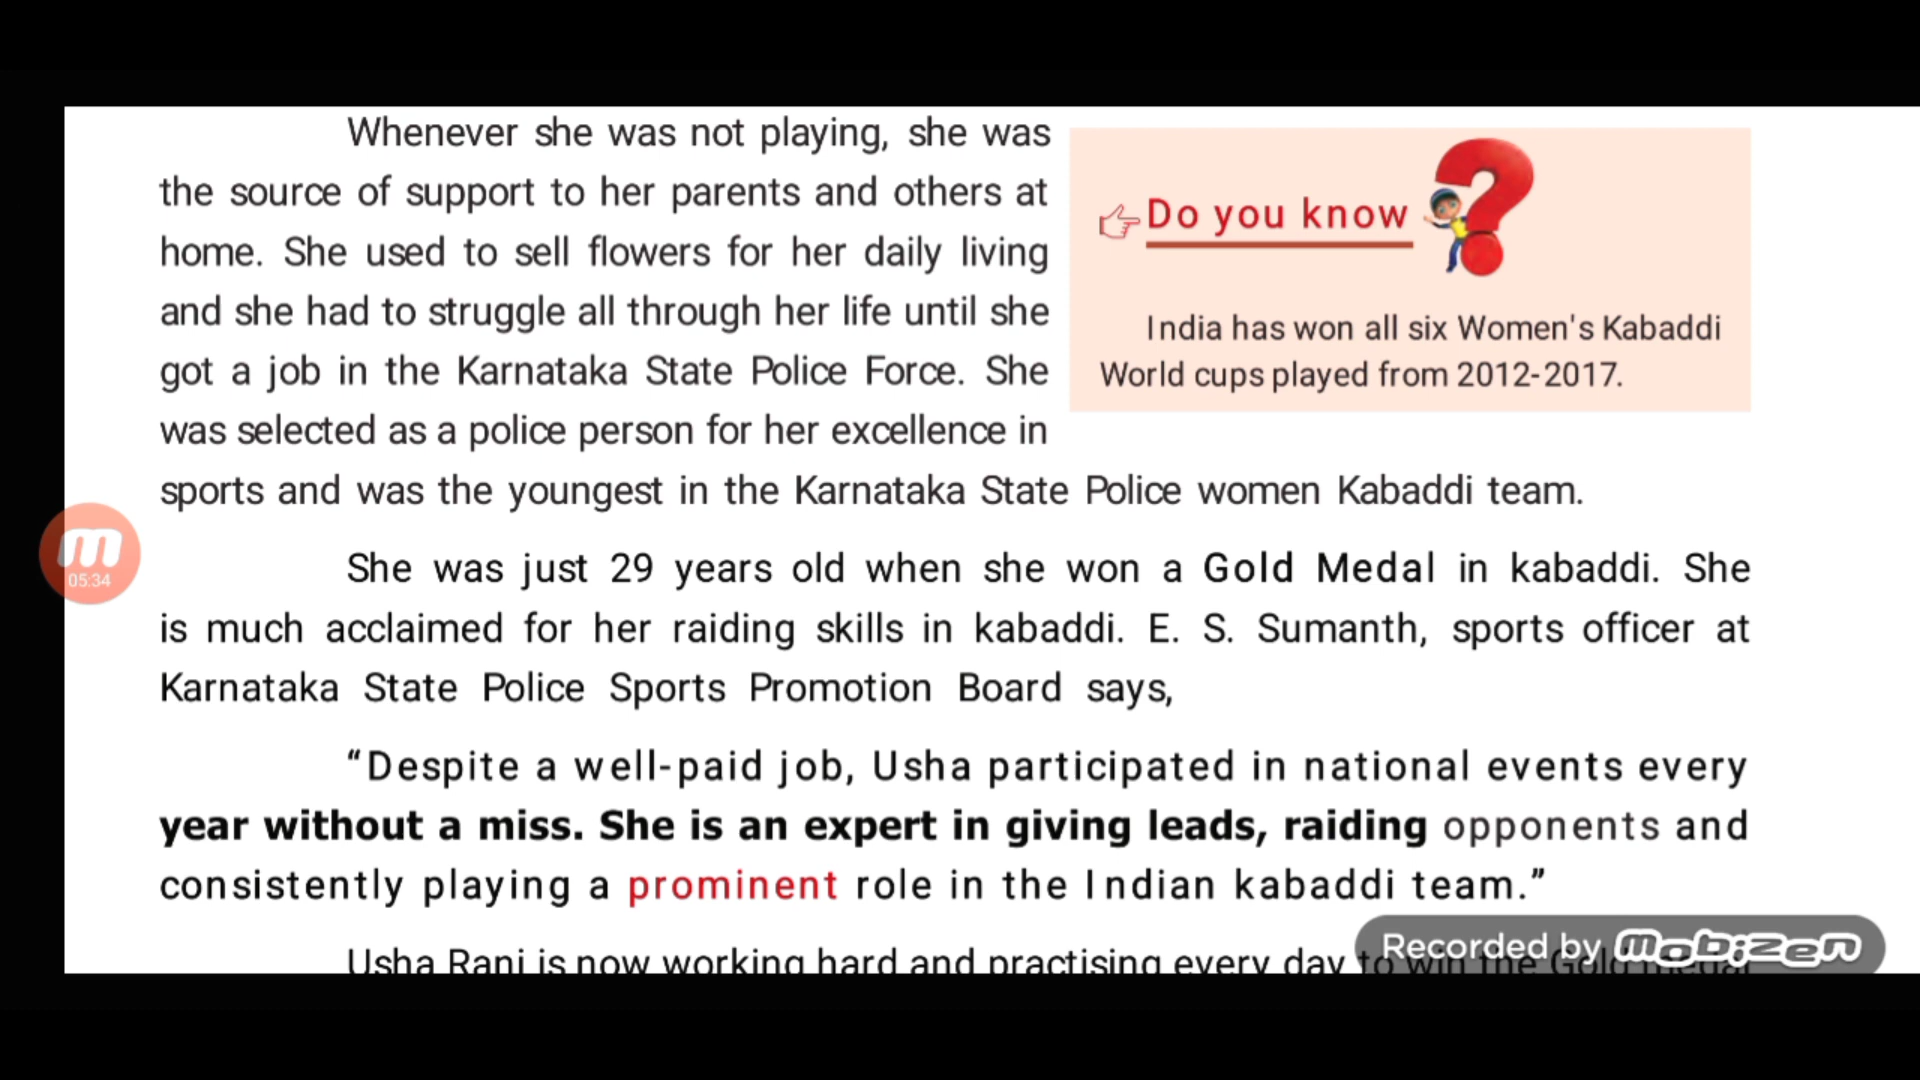 Whenever she was not playing, she was
the source of support to her parents and others at
home. She used to sell flowers for her daily living
and she had to struggle all through her life until she
got a job in the Karnataka State Police Force. She
was selected as a police person for her excellence in
sports and was the youngest in the Karnataka State Police women Kabaddi team.
Do you know
India has won all six Women's Kabaddi
World cups played from 2012-2017.
She was just 29 years old when she won a Gold Medal in kabaddi. She
is much acclaimed for her raiding skills in kabaddi. E. S. Sumanth, sports officer at
Karnataka State Police Sports Promotion Board says,
“Despite a well-paid job, Usha participated in national events every
year without a miss. She is an expert in giving leads, raiding opponents and
consistently playing a prominent role in the Indian kabaddi team.”
Usha Rani is now working hard and practising every day to win the Gold medal
m
05:34
Recorded by mobizen